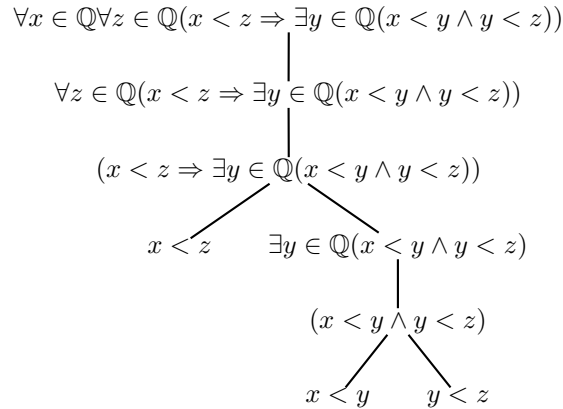 ∀x ∈ ℚ∀z ∈ ℚ(x < z ⇒ ∃y ∈ ℚ(x < y ∧ y < z))
∀z ∈ ℚ(x < z ⇒ ∃y ∈ ℚ(x < y ∧ y < z))
(x < z ⇒ ∃y ∈ ℚ(x < y ∧ y < z))
x < z ∃y ∈ ℚ(x < y ∧ y < z)
(x < y ∧ y < z)
x < y y < z